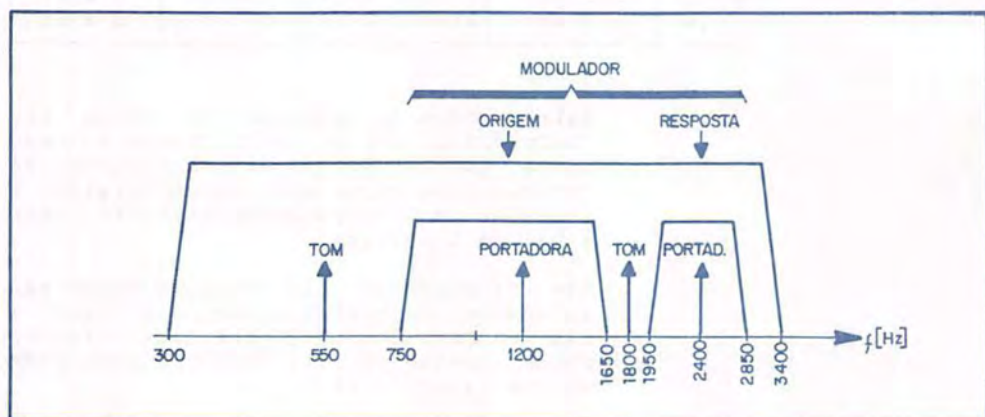 MODULADOR
ORIGEM RESPOSTA
TOM PORTADORA TOM PORTAD.
300 550 750 1200 1650 1800 1950 2400 2850 3400 f [Hz]